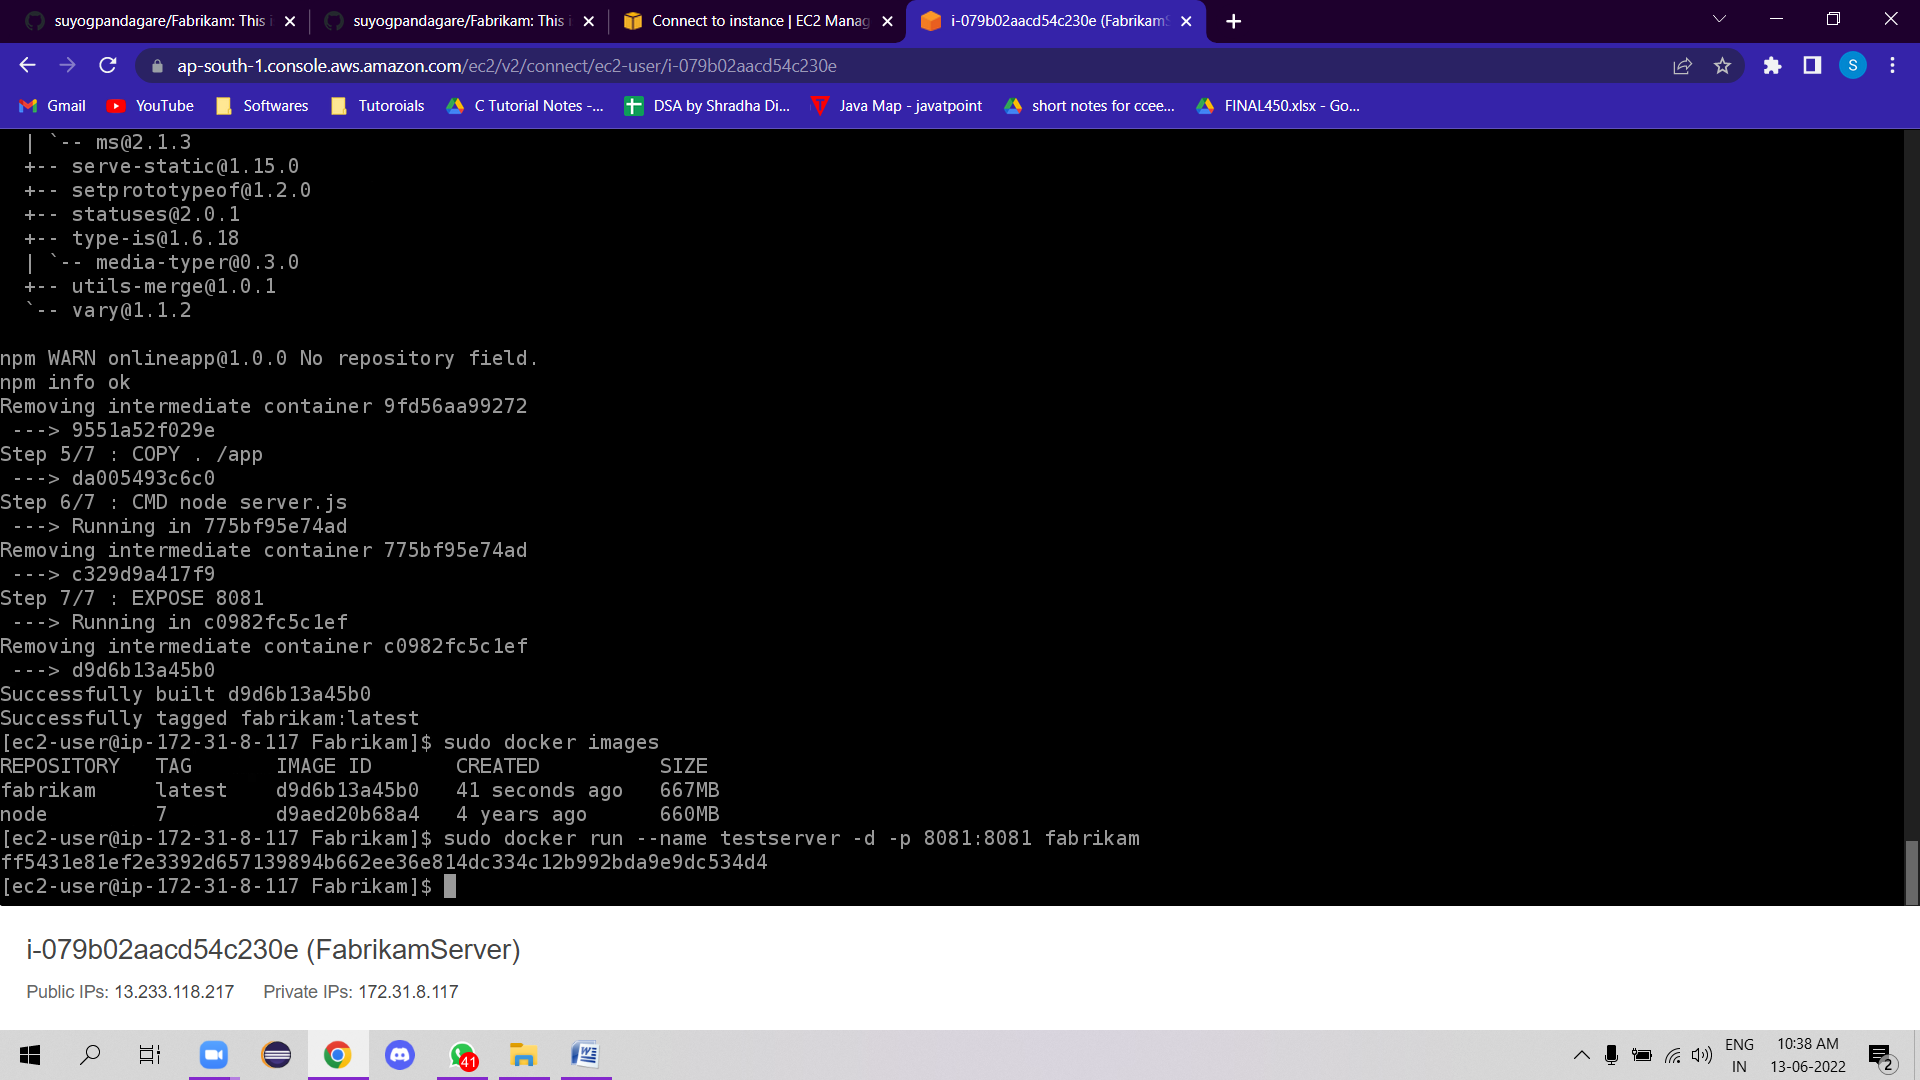 suyogpandagare/Fabrikam: This i
suyogpandagare/Fabrikam: This i
Connect to instance | EC2 Manag
i-079b02aacd54c230e (FabrikamS
ap-south-1.console.aws.amazon.com/ec2/v2/connect/ec2-user/i-079b02aacd54c230e
S
Gmail
YouTube
Softwares
Tutoroials
C Tutorial Notes -...
DSA by Shradha Di...
Java Map - javatpoint
short notes for ccee...
FINAL450.xlsx - Go...
| `-- ms@2.1.3
+-- serve-static@1.15.0
+-- setprototypeof@1.2.0
+-- statuses@2.0.1
+-- type-is@1.6.18
| `-- media-typer@0.3.0
+-- utils-merge@1.0.1
`-- vary@1.1.2
npm WARN onlineapp@1.0.0 No repository field.
npm info ok
Removing intermediate container 9fd56aa99272
---> 9551a52f029e
Step 5/7 : COPY . /app
---> da005493c6c0
Step 6/7 : CMD node server.js
---> Running in 775bf95e74ad
Removing intermediate container 775bf95e74ad
---> c329d9a417f9
Step 7/7 : EXPOSE 8081
---> Running in c0982fc5c1ef
Removing intermediate container c0982fc5c1ef
---> d9d6b13a45b0
Successfully built d9d6b13a45b0
Successfully tagged fabrikam:latest
[ec2-user@ip-172-31-8-117 Fabrikam]$ sudo docker images
REPOSITORY TAG IMAGE ID CREATED SIZE
fabrikam latest d9d6b13a45b0 41 seconds ago 667MB
node 7 d9aed20b68a4 4 years ago 660MB
[ec2-user@ip-172-31-8-117 Fabrikam]$ sudo docker run --name testserver -d -p 8081:8081 fabrikam
ff5431e81ef2e3392d657139894b662ee36e814dc334c12b992bda9e9dc534d4
[ec2-user@ip-172-31-8-117 Fabrikam]$
i-079b02aacd54c230e (FabrikamServer)
Public IPs: 13.233.118.217 Private IPs: 172.31.8.117
41
ENG
IN
10:38 AM
13-06-2022
2